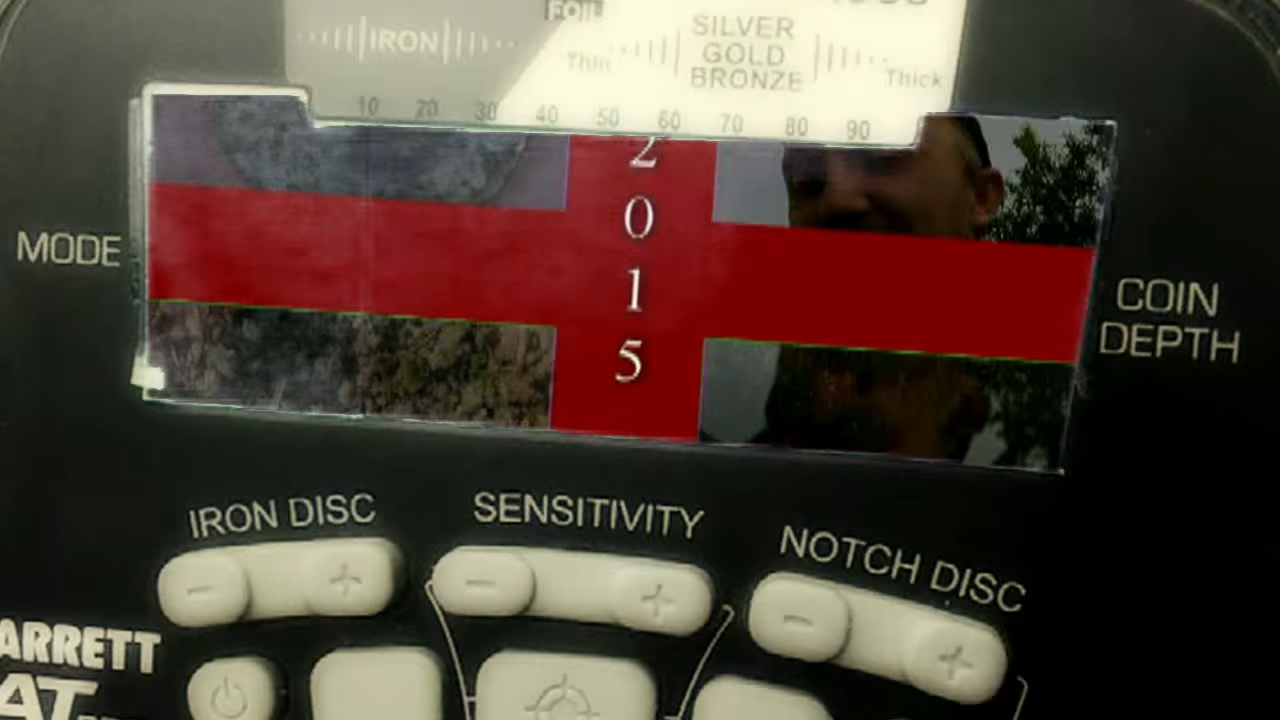 FOIL
IRON
SILVER
GOLD
BRONZE
Thin
Thick
10 20 30 40 50 60 70 80 90
2
0
1
5
MODE
COIN
DEPTH
IRON DISC
SENSITIVITY
NOTCH DISC
ARRETT
AT